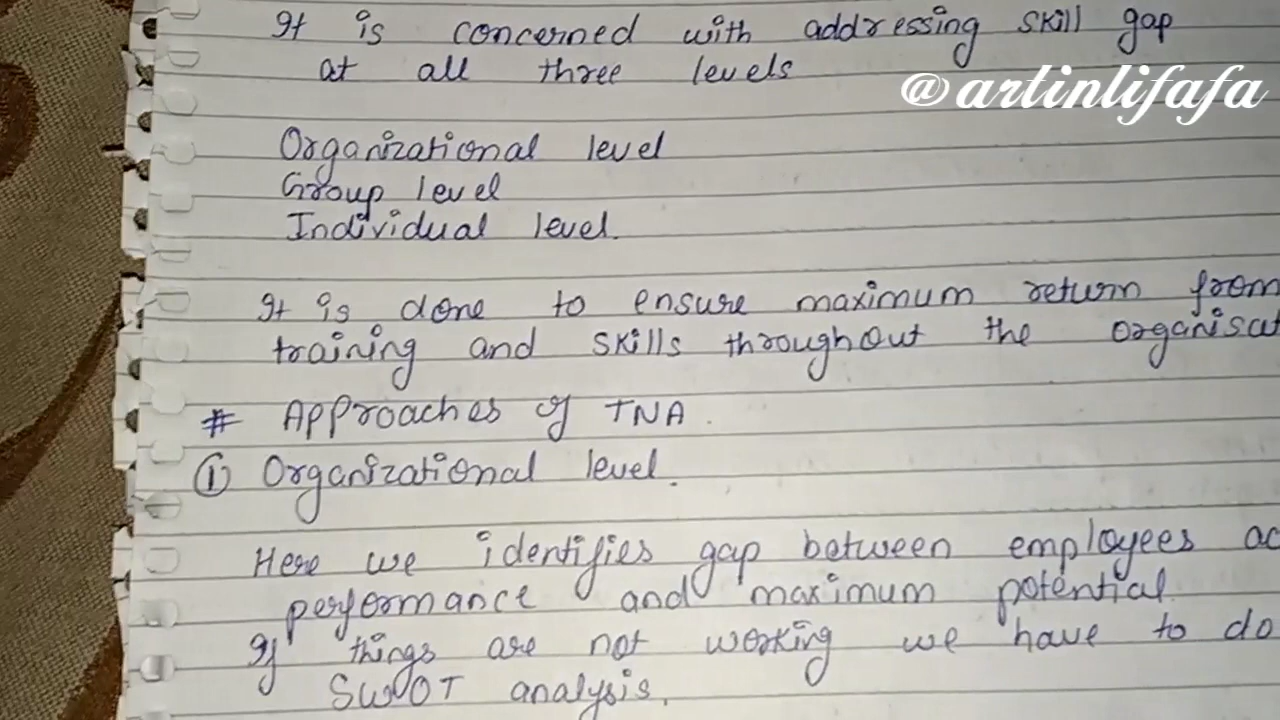 It is concerned with addressing skill gap
at all three levels
@artinlifafa
Organizational level
Group level
Individual level.
It is done to ensure maximum return from
training and skills throughout the organisat
# Approaches of TNA.
① Organizational level.
Here we identifies gap between employees ac
performance and maximum potential
If things are not working we have to do
SWOT analysis.